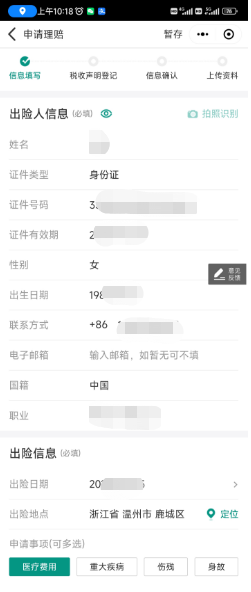 上午10:18
申请理赔 暂存
信息填写 税收声明登记 信息确认 上传资料
出险人信息 (必填) 拍照识别
姓名
证件类型 身份证
证件号码 3
证件有效期 2
意见反馈
性别 女
出生日期 198
联系方式 +86 1
电子邮箱 输入邮箱，如暂无可不填
国籍 中国
职业
出险信息 (必填)
出险日期 20
出险地点 浙江省 温州市 鹿城区 定位
申请事项(可多选)
医疗费用 重大疾病 伤残 身故